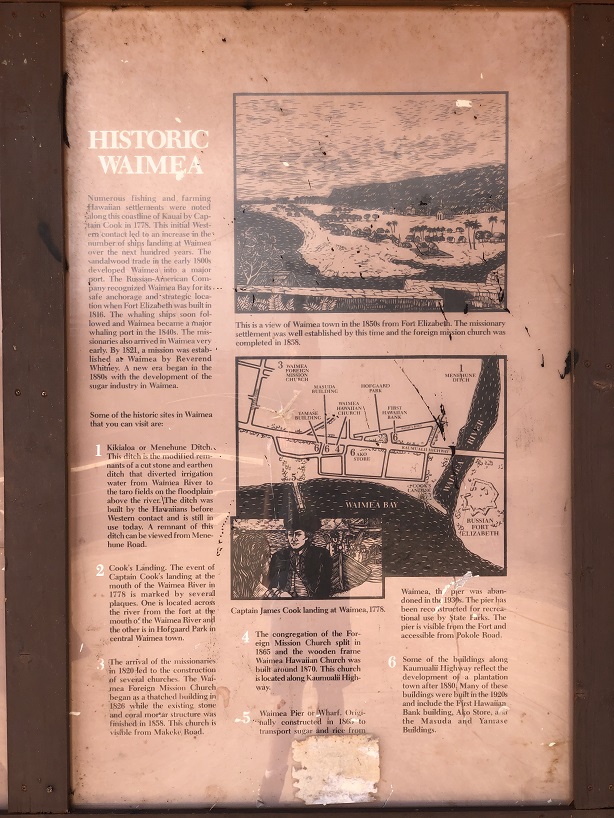 HISTORIC
WAIMEA
Numerous fishing and farming
Hawaiian settlements were noted
along this coastline of Kauai by Cap-
tain Cook in 1778. This initial West-
ern contact led to an increase in the
number of ships landing at Waimea
over the next hundred years. The
sandalwood trade in the early 1800s
developed Waimea into a major
port. The Russian-American Com-
pany recognized Waimea Bay for its
safe anchorage and strategic loca-
tion when Fort Elizabeth was built in
1816. The whaling ships soon fol-
lowed and Waimea became a major
whaling port in the 1840s. The mis-
sionaries also arrived in Waimea very
early. By 1821, a mission was estab-
lished at Waimea by Reverend
Whitney. A new era began in the
1880s with the development of the
sugar industry in Waimea.
Some of the historic sites in Waimea
that you can visit are:
1 Kikialoa or Menehune Ditch.
This ditch is the modified rem-
nants of a cut stone and earthen
ditch that diverted irrigation
water from Waimea River to
the taro fields on the floodplain
above the river. The ditch was
built by the Hawaiians before
Western contact and is still in
use today. A remnant of this
ditch can be viewed from Mene-
hune Road.
2 Cook's Landing. The event of
Captain Cook's landing at the
mouth of the Waimea River in
1778 is marked by several
plaques. One is located across
the river from the fort at the
mouth of the Waimea River and
the other is in Hofgaard Park in
central Waimea town.
3 The arrival of the missionaries
in 1820 led to the construction
of several churches. The Wai-
mea Foreign Mission Church
began as a thatched building in
1826 while the existing stone
and coral mortar structure was
finished in 1858. This church is
visible from Makeke Road.
This is a view of Waimea town in the 1850s from Fort Elizabeth. The missionary
settlement was well established by this time and the foreign mission church was
completed in 1858.
3 WAIMEA
FOREIGN
MISSION
CHURCH
MENEHUNE
DITCH
MASUDA
BUILDING
HOFGAARD
PARK
YAMASE
BUILDING
WAIMEA
HAWAIIAN
CHURCH
FIRST
HAWAIIAN
BANK
6
6 6 4 6
AKO
STORE
KAUMUALII HIGHWAY
COOK'S
LANDING
RIVER
WAIMEA BAY
RUSSIAN
FORT
ELIZABETH
Captain James Cook landing at Waimea, 1778.
4 The congregation of the For-
eign Mission Church split in
1865 and the wooden frame
Waimea Hawaiian Church was
built around 1870. This church
is located along Kaumualii High-
way.
5 Waimea Pier or Wharf. Origi-
nally constructed in to
transport sugar and rice from
Waimea, the pier was aban-
doned in the 1930s. The pier has
been reconstructed for recrea-
tional use by State Parks. The
pier is visible from the Fort and
accessible from Pokole Road.
6 Some of the buildings along
Kaumualii Highway reflect the
development of a plantation
town after 1880. Many of these
buildings were built in the 1920s
and include the First Hawaiian
Bank building, Ako Store, and
the Masuda and Yamase
Buildings.